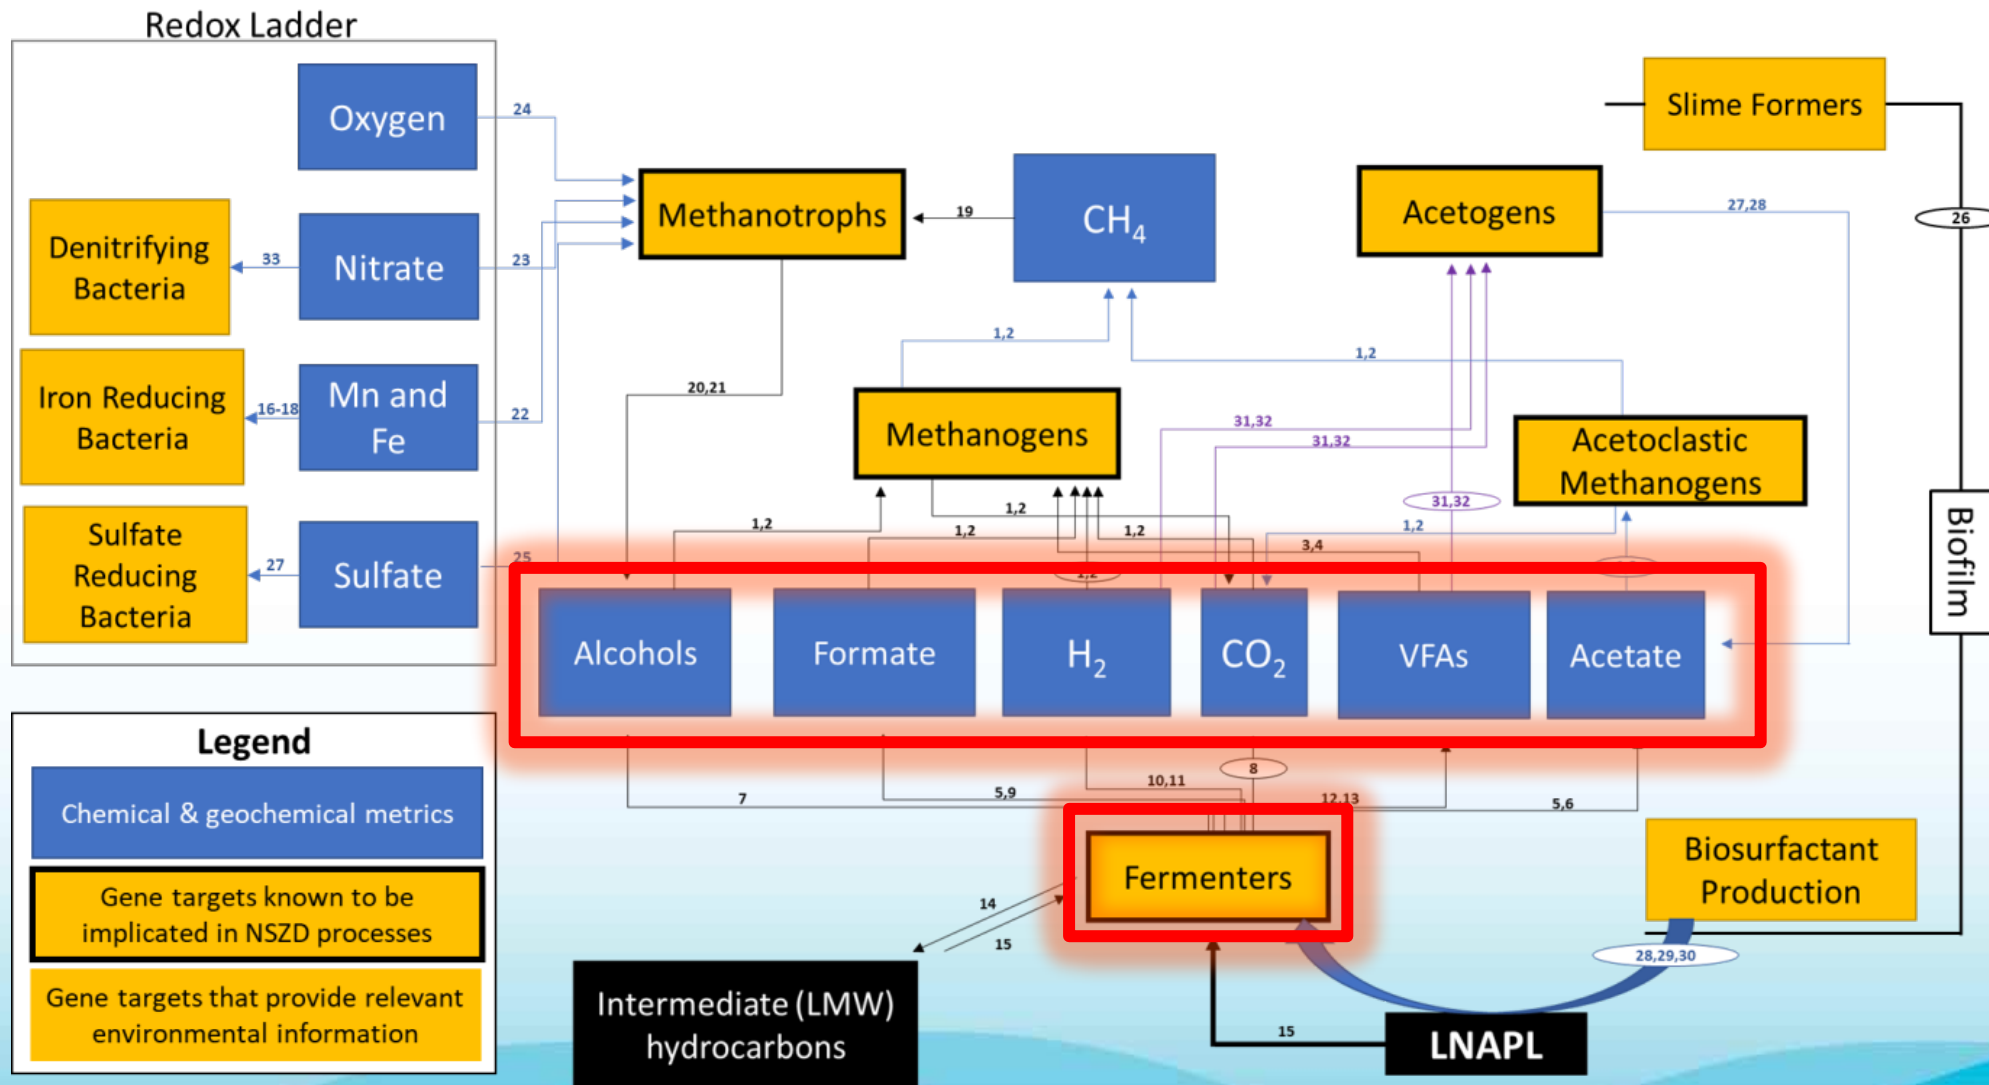 Redox Ladder
Oxygen
24
Slime Formers
Denitrifying
Bacteria
33
Nitrate
23
Methanotrophs
19
CH₄
Acetogens
27,28
26
Iron Reducing
Bacteria
16-18
Mn and
Fe
22
20,21
1,2
1,2
Methanogens
31,32
31,32
Acetoclastic
Methanogens
31,32
Sulfate
Reducing
Bacteria
27
Sulfate
25
1,2
1,2
1,2
1,2
3,4
1,2
1,2
Biofilm
Alcohols
Formate
H₂
CO₂
VFAs
Acetate
Legend
Chemical & geochemical metrics
Gene targets known to be
implicated in NSZD processes
Gene targets that provide relevant
environmental information
7
5,9
10,11
8
12,13
5,6
Fermenters
Biosurfactant
Production
14
15
28,29,30
Intermediate (LMW)
hydrocarbons
15
LNAPL